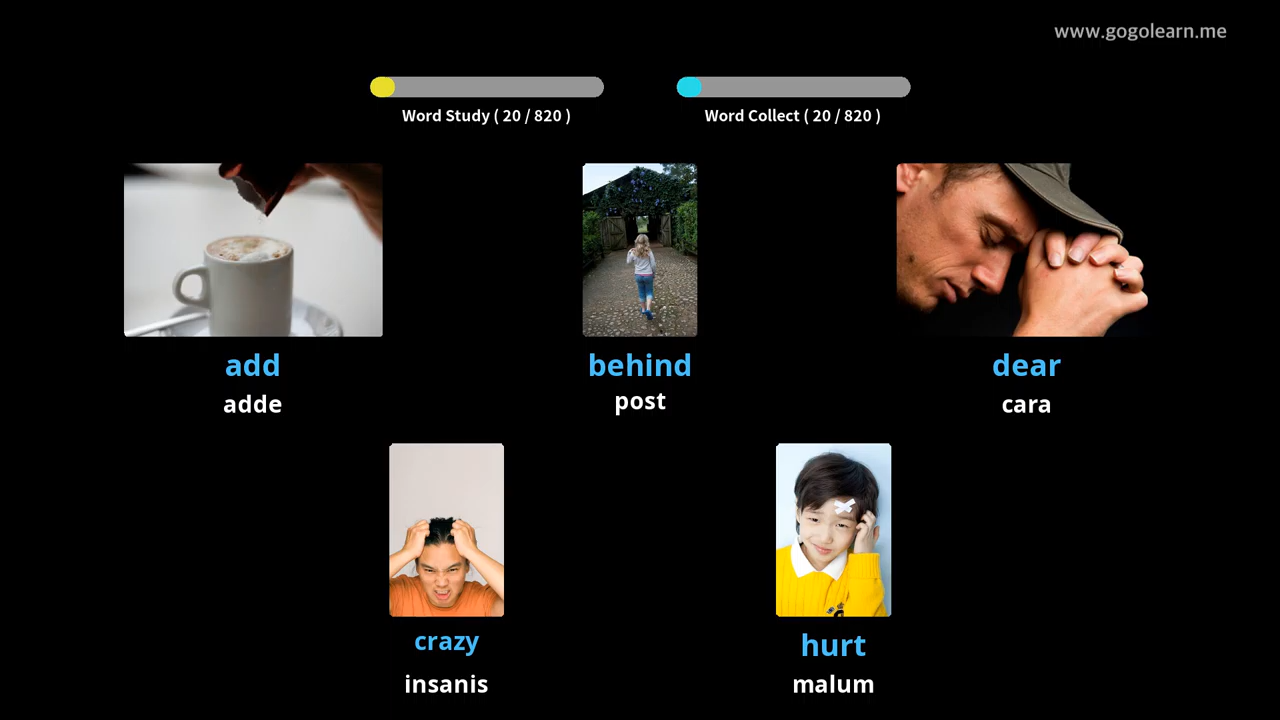 www.gogolearn.me
Word Study ( 20 / 820 )
Word Collect ( 20 / 820 )
add
adde
behind
post
dear
cara
crazy
insanis
hurt
malum